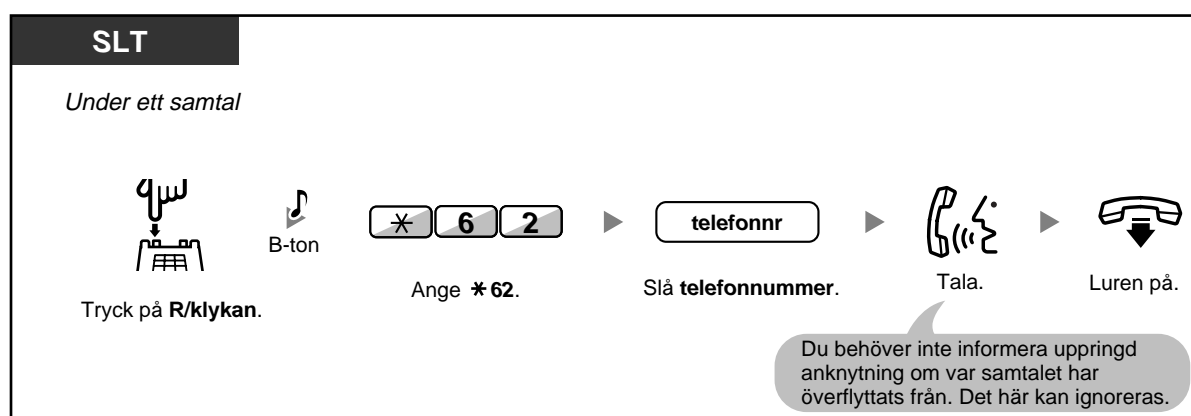 SLT
Under ett samtal
B-ton
* 6 2
telefonnr
Tryck på R/klykan.
Ange *62.
Slå telefonnummer.
Tala.
Luren på.
Du behöver inte informera uppringd
anknytning om var samtalet har
överflyttats från. Det här kan ignoreras.